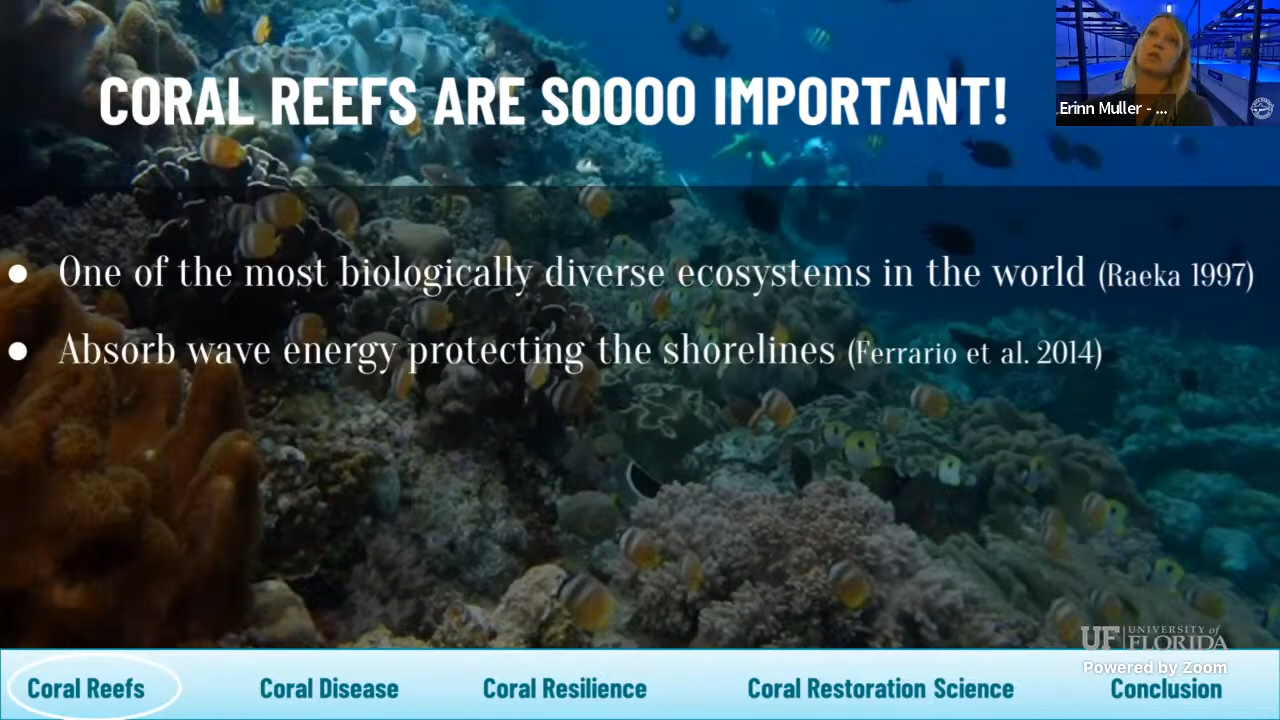 CORAL REEFS ARE SOOOO IMPORTANT!
Erinn Muller - ...
● One of the most biologically diverse ecosystems in the world (Raeka 1997)
● Absorb wave energy protecting the shorelines (Ferrario et al. 2014)
UF UNIVERSITY of FLORIDA
Powered by Zoom
Coral Reefs Coral Disease Coral Resilience Coral Restoration Science Conclusion